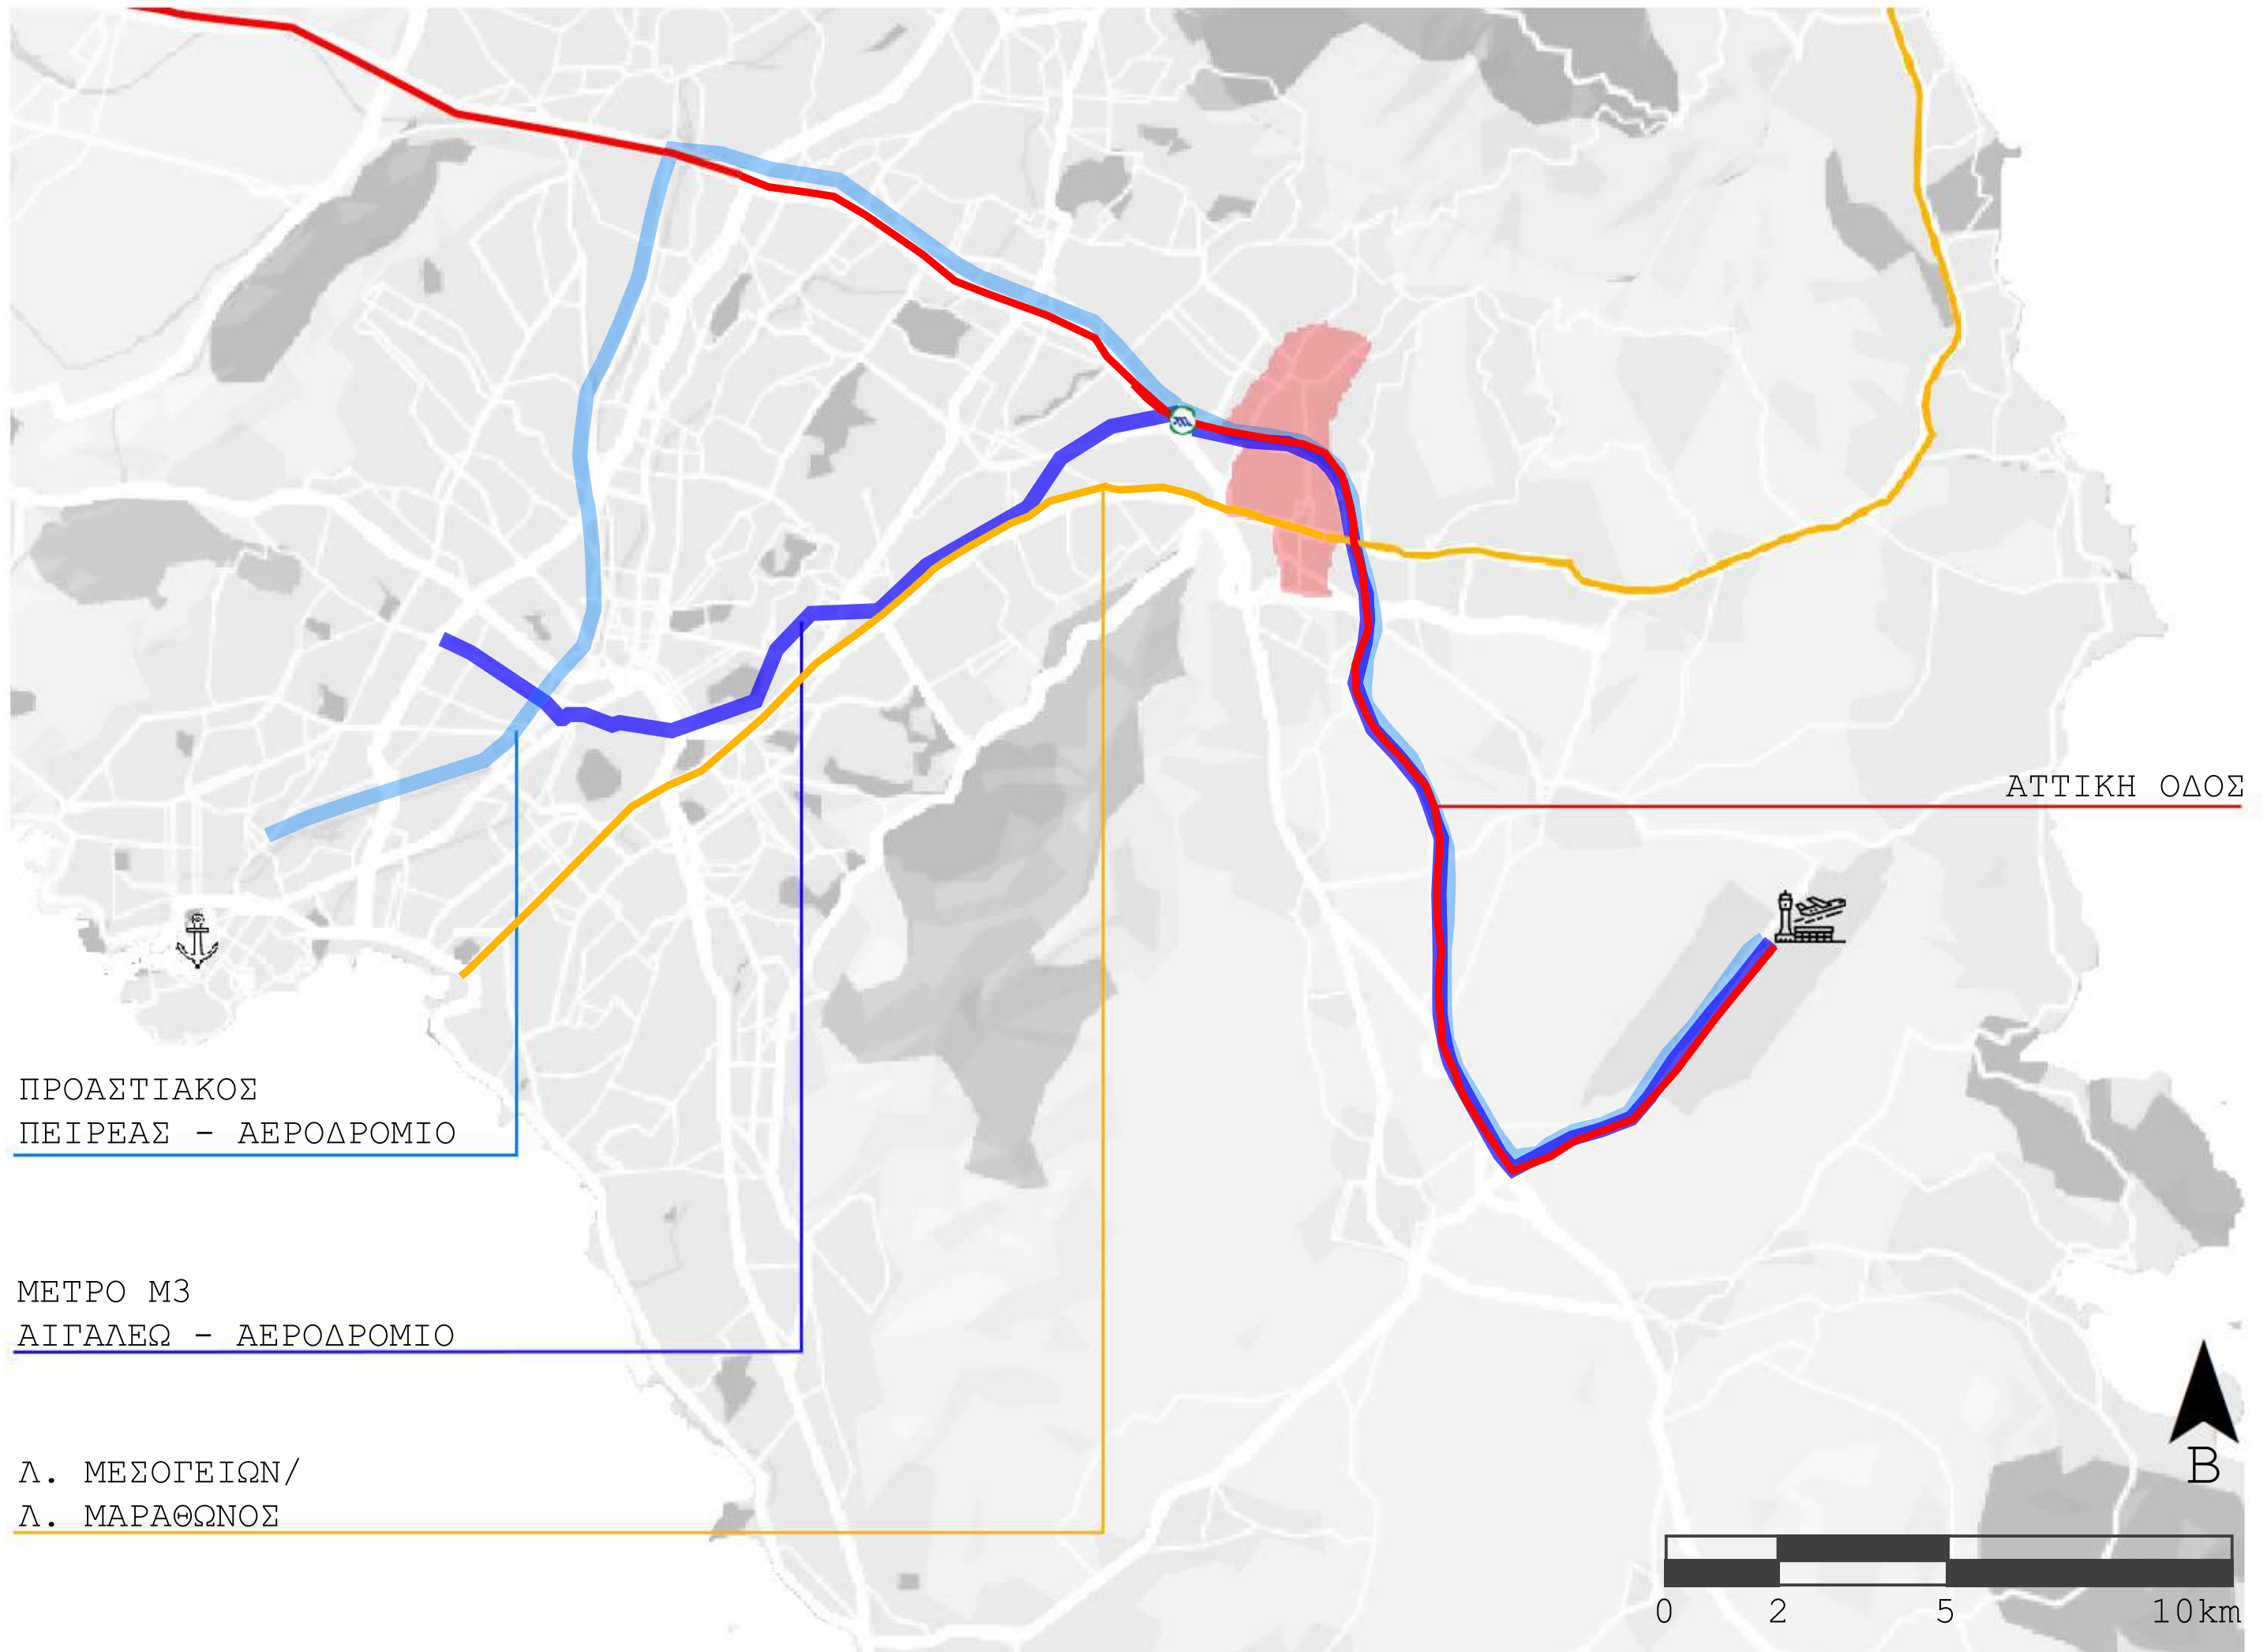 ΑΤΤΙΚΗ ΟΔΟΣ
ΠΡΟΑΣΤΙΑΚΟΣ
ΠΕΙΡΕΑΣ - ΑΕΡΟΔΡΟΜΙΟ
ΜΕΤΡΟ Μ3
ΑΙΓΑΛΕΩ - ΑΕΡΟΔΡΟΜΙΟ
Λ. ΜΕΣΟΓΕΙΩΝ/
Λ. ΜΑΡΑΘΩΝΟΣ
Β
0 2 5 10km